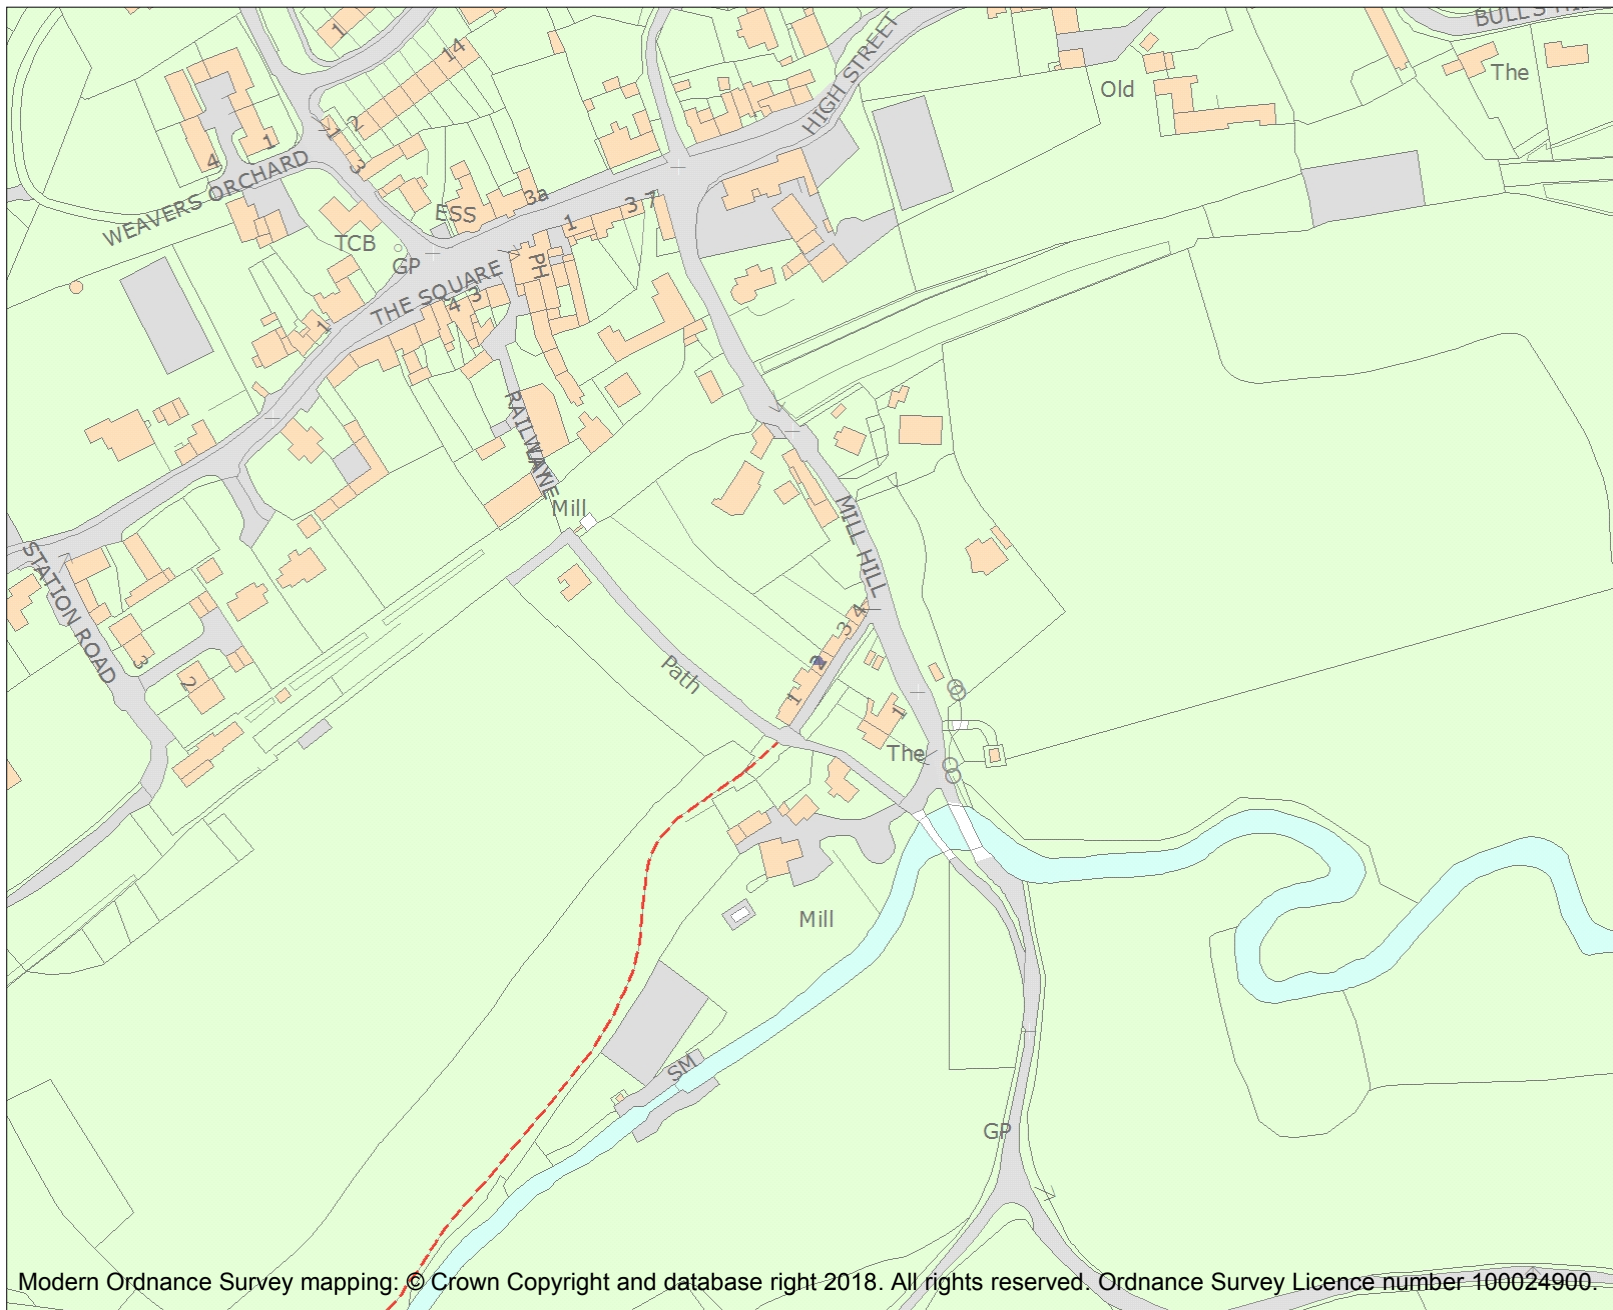 BULL'S
1
14
HIGH STREET
The
Old
2
1
3
4
1
WEAVERS ORCHARD
ESS
3a
3 7
1
TCB
GP
PH
THE SQUARE
4 3
1
RAILWAY
LANE
Mill
MILL HILL
STATION ROAD
3 4
3
2
2
Path
1
1
The
Mill
SM
GP
Modern Ordnance Survey mapping: © Crown Copyright and database right 2018. All rights reserved. Ordnance Survey Licence number 100024900.